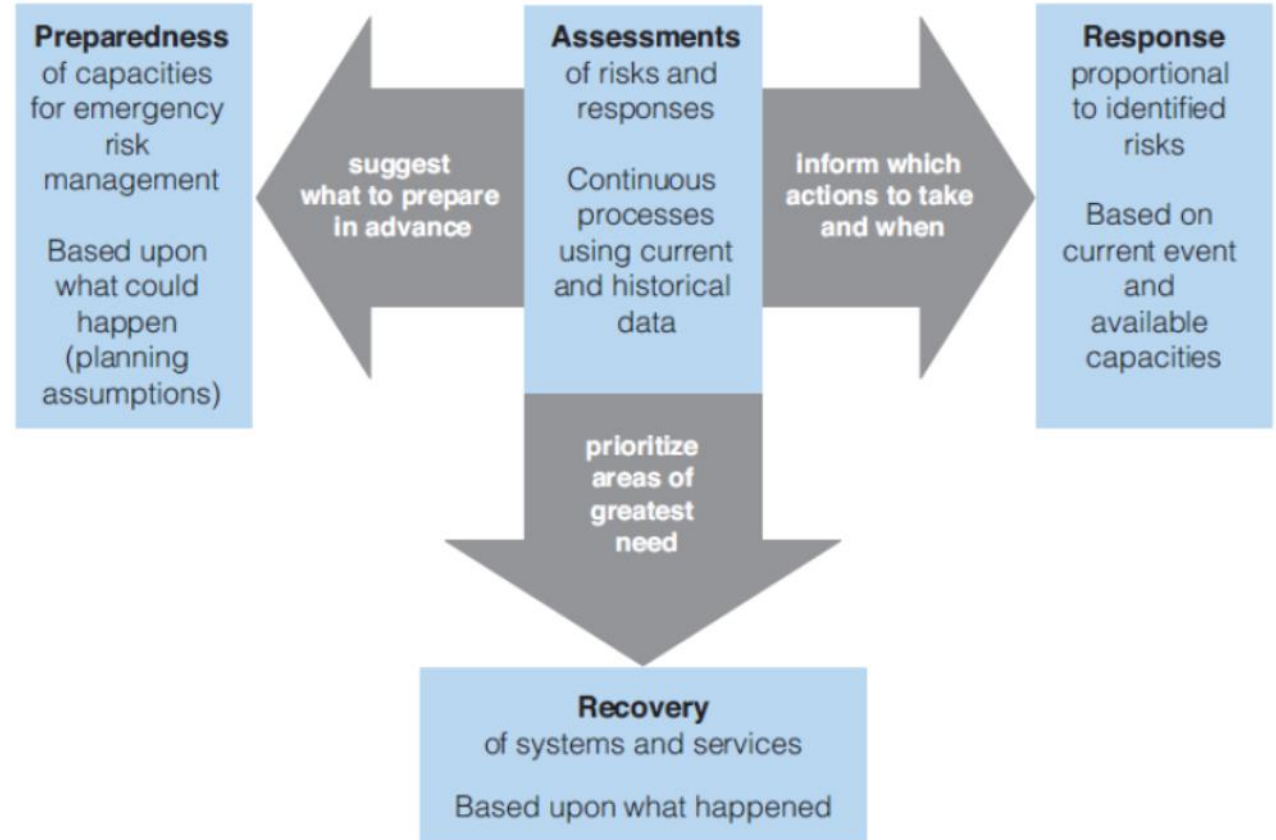 Preparedness
of capacities
for emergency
risk
management
Based upon
what could
happen
(planning
assumptions)
suggest
what to prepare
in advance
Assessments
of risks and
responses
Continuous
processes
using current
and historical
data
inform which
actions to take
and when
Response
proportional
to identified
risks
Based on
current event
and
available
capacities
prioritize
areas of
greatest
need
Recovery
of systems and services
Based upon what happened